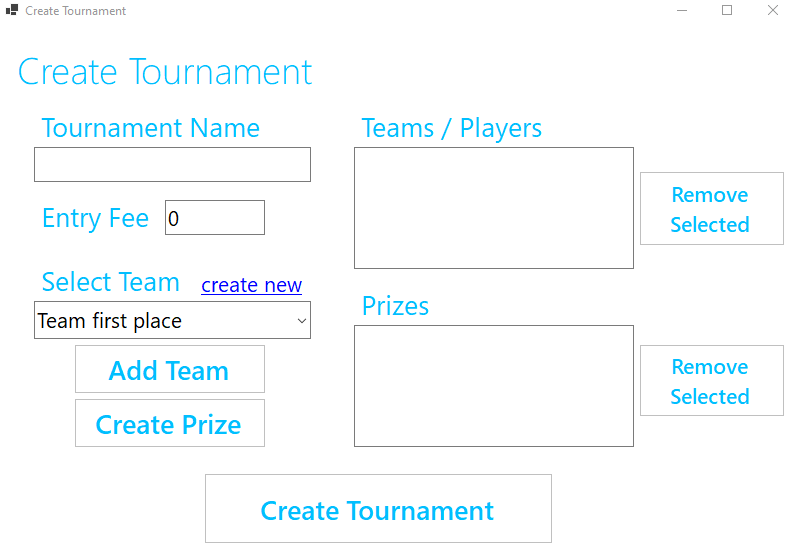 Create Tournament
Create Tournament
Tournament Name
Entry Fee 0
Select Team create new
Team first place
Add Team
Create Prize
Teams / Players
Remove
Selected
Prizes
Remove
Selected
Create Tournament